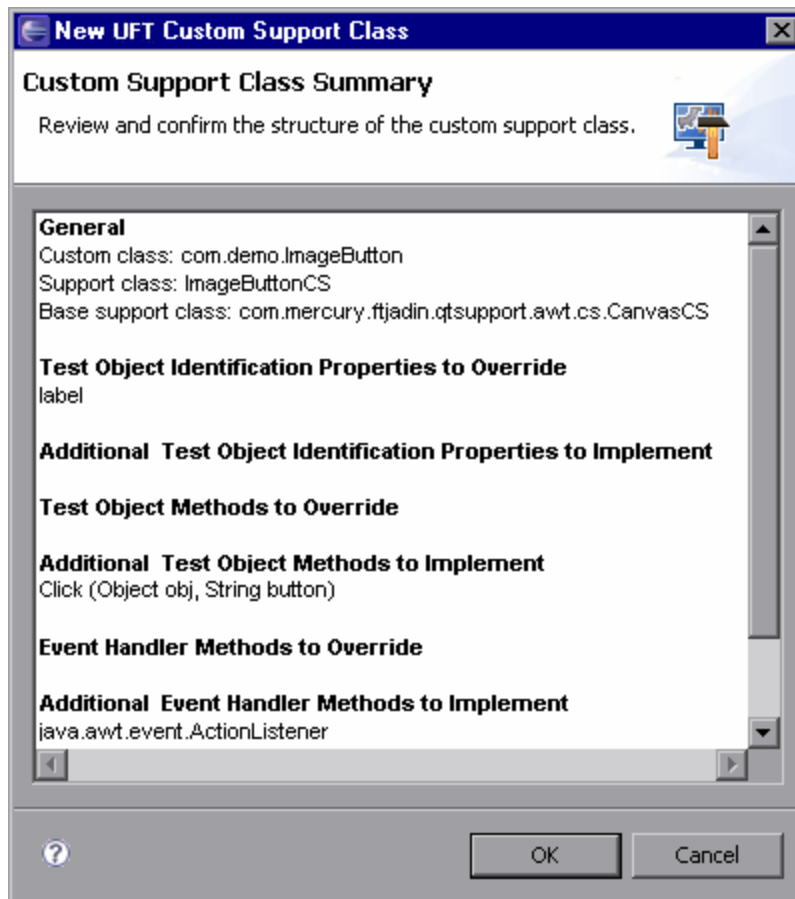 New UFT Custom Support Class
Custom Support Class Summary
Review and confirm the structure of the custom support class.
General
Custom class: com.demo.ImageButton
Support class: ImageButtonCS
Base support class: com.mercury.ftjadin.qtsupport.awt.cs.CanvasCS
Test Object Identification Properties to Override
label
Additional Test Object Identification Properties to Implement
Test Object Methods to Override
Additional Test Object Methods to Implement
Click (Object obj, String button)
Event Handler Methods to Override
Additional Event Handler Methods to Implement
java.awt.event.ActionListener
?
OK
Cancel